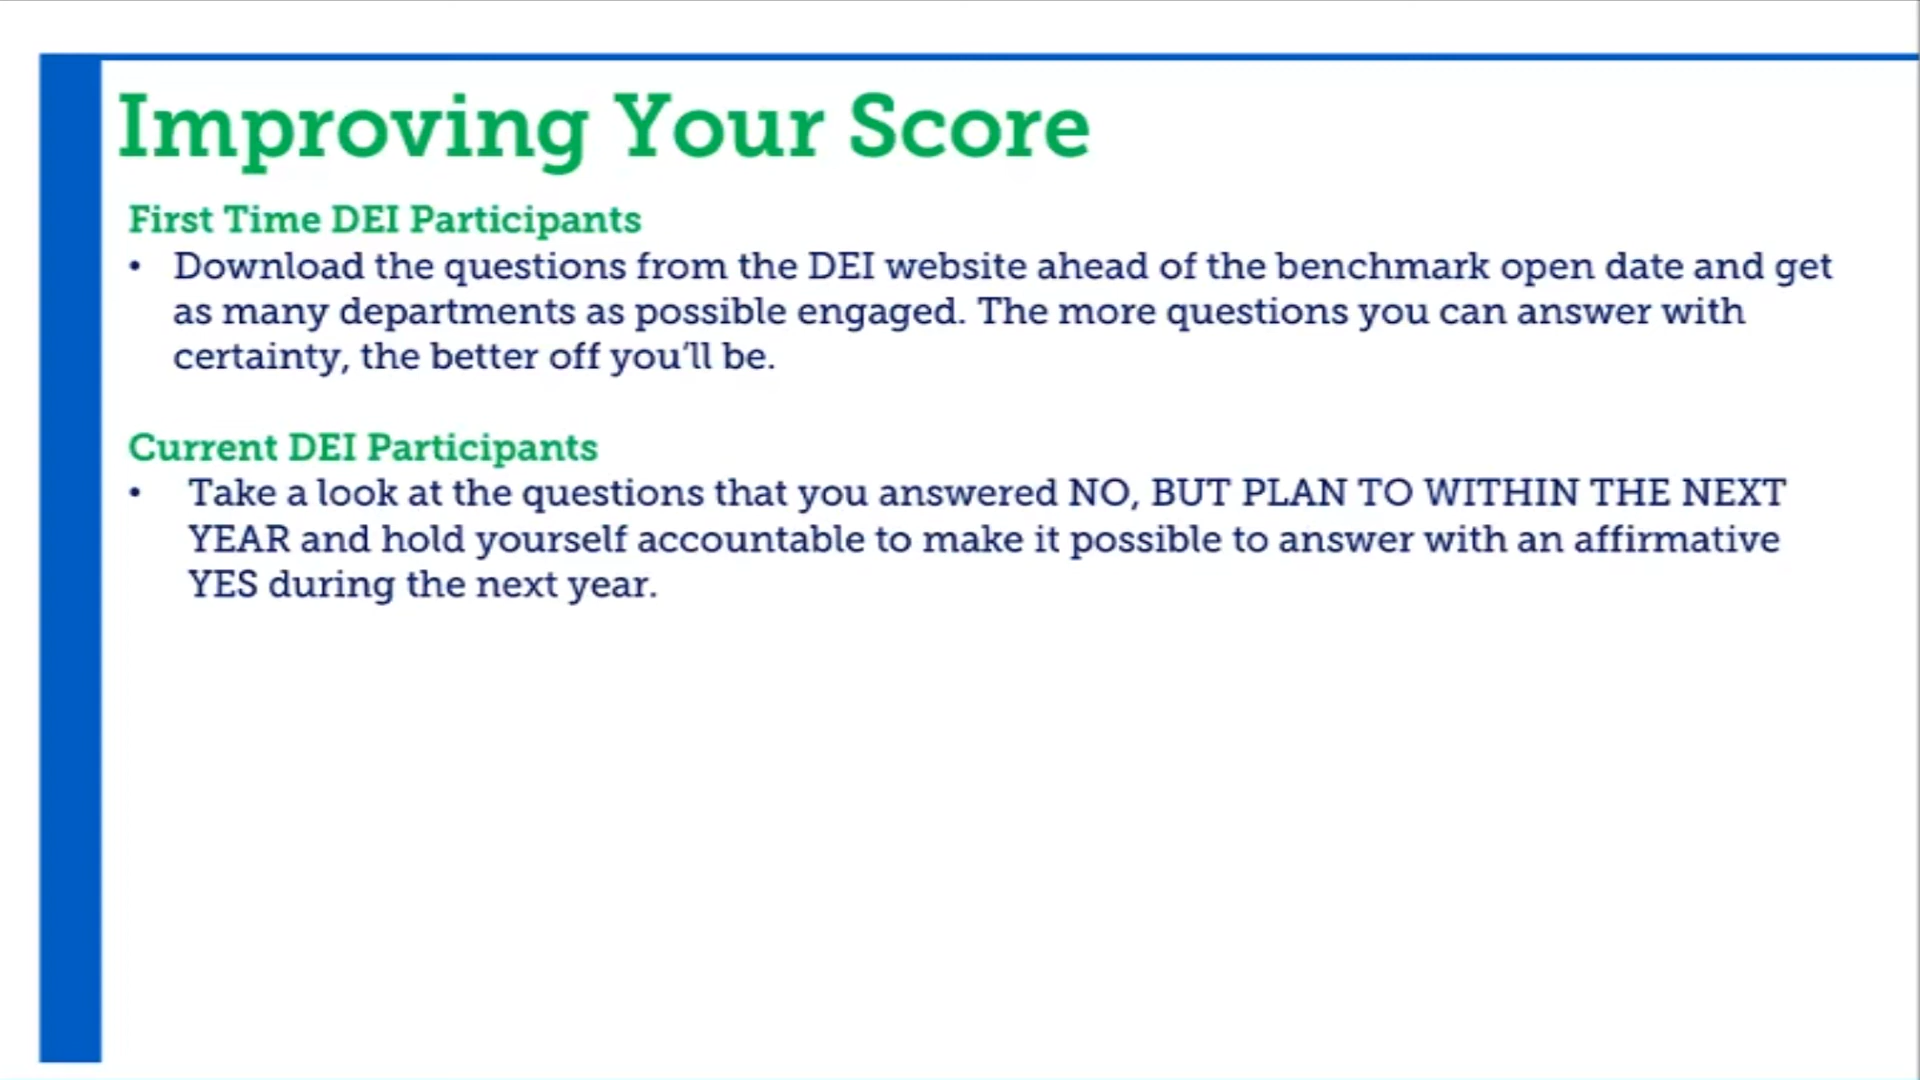 Improving Your Score
First Time DEI Participants
• Download the questions from the DEI website ahead of the benchmark open date and get
as many departments as possible engaged. The more questions you can answer with
certainty, the better off you’ll be.
Current DEI Participants
• Take a look at the questions that you answered NO, BUT PLAN TO WITHIN THE NEXT
YEAR and hold yourself accountable to make it possible to answer with an affirmative
YES during the next year.